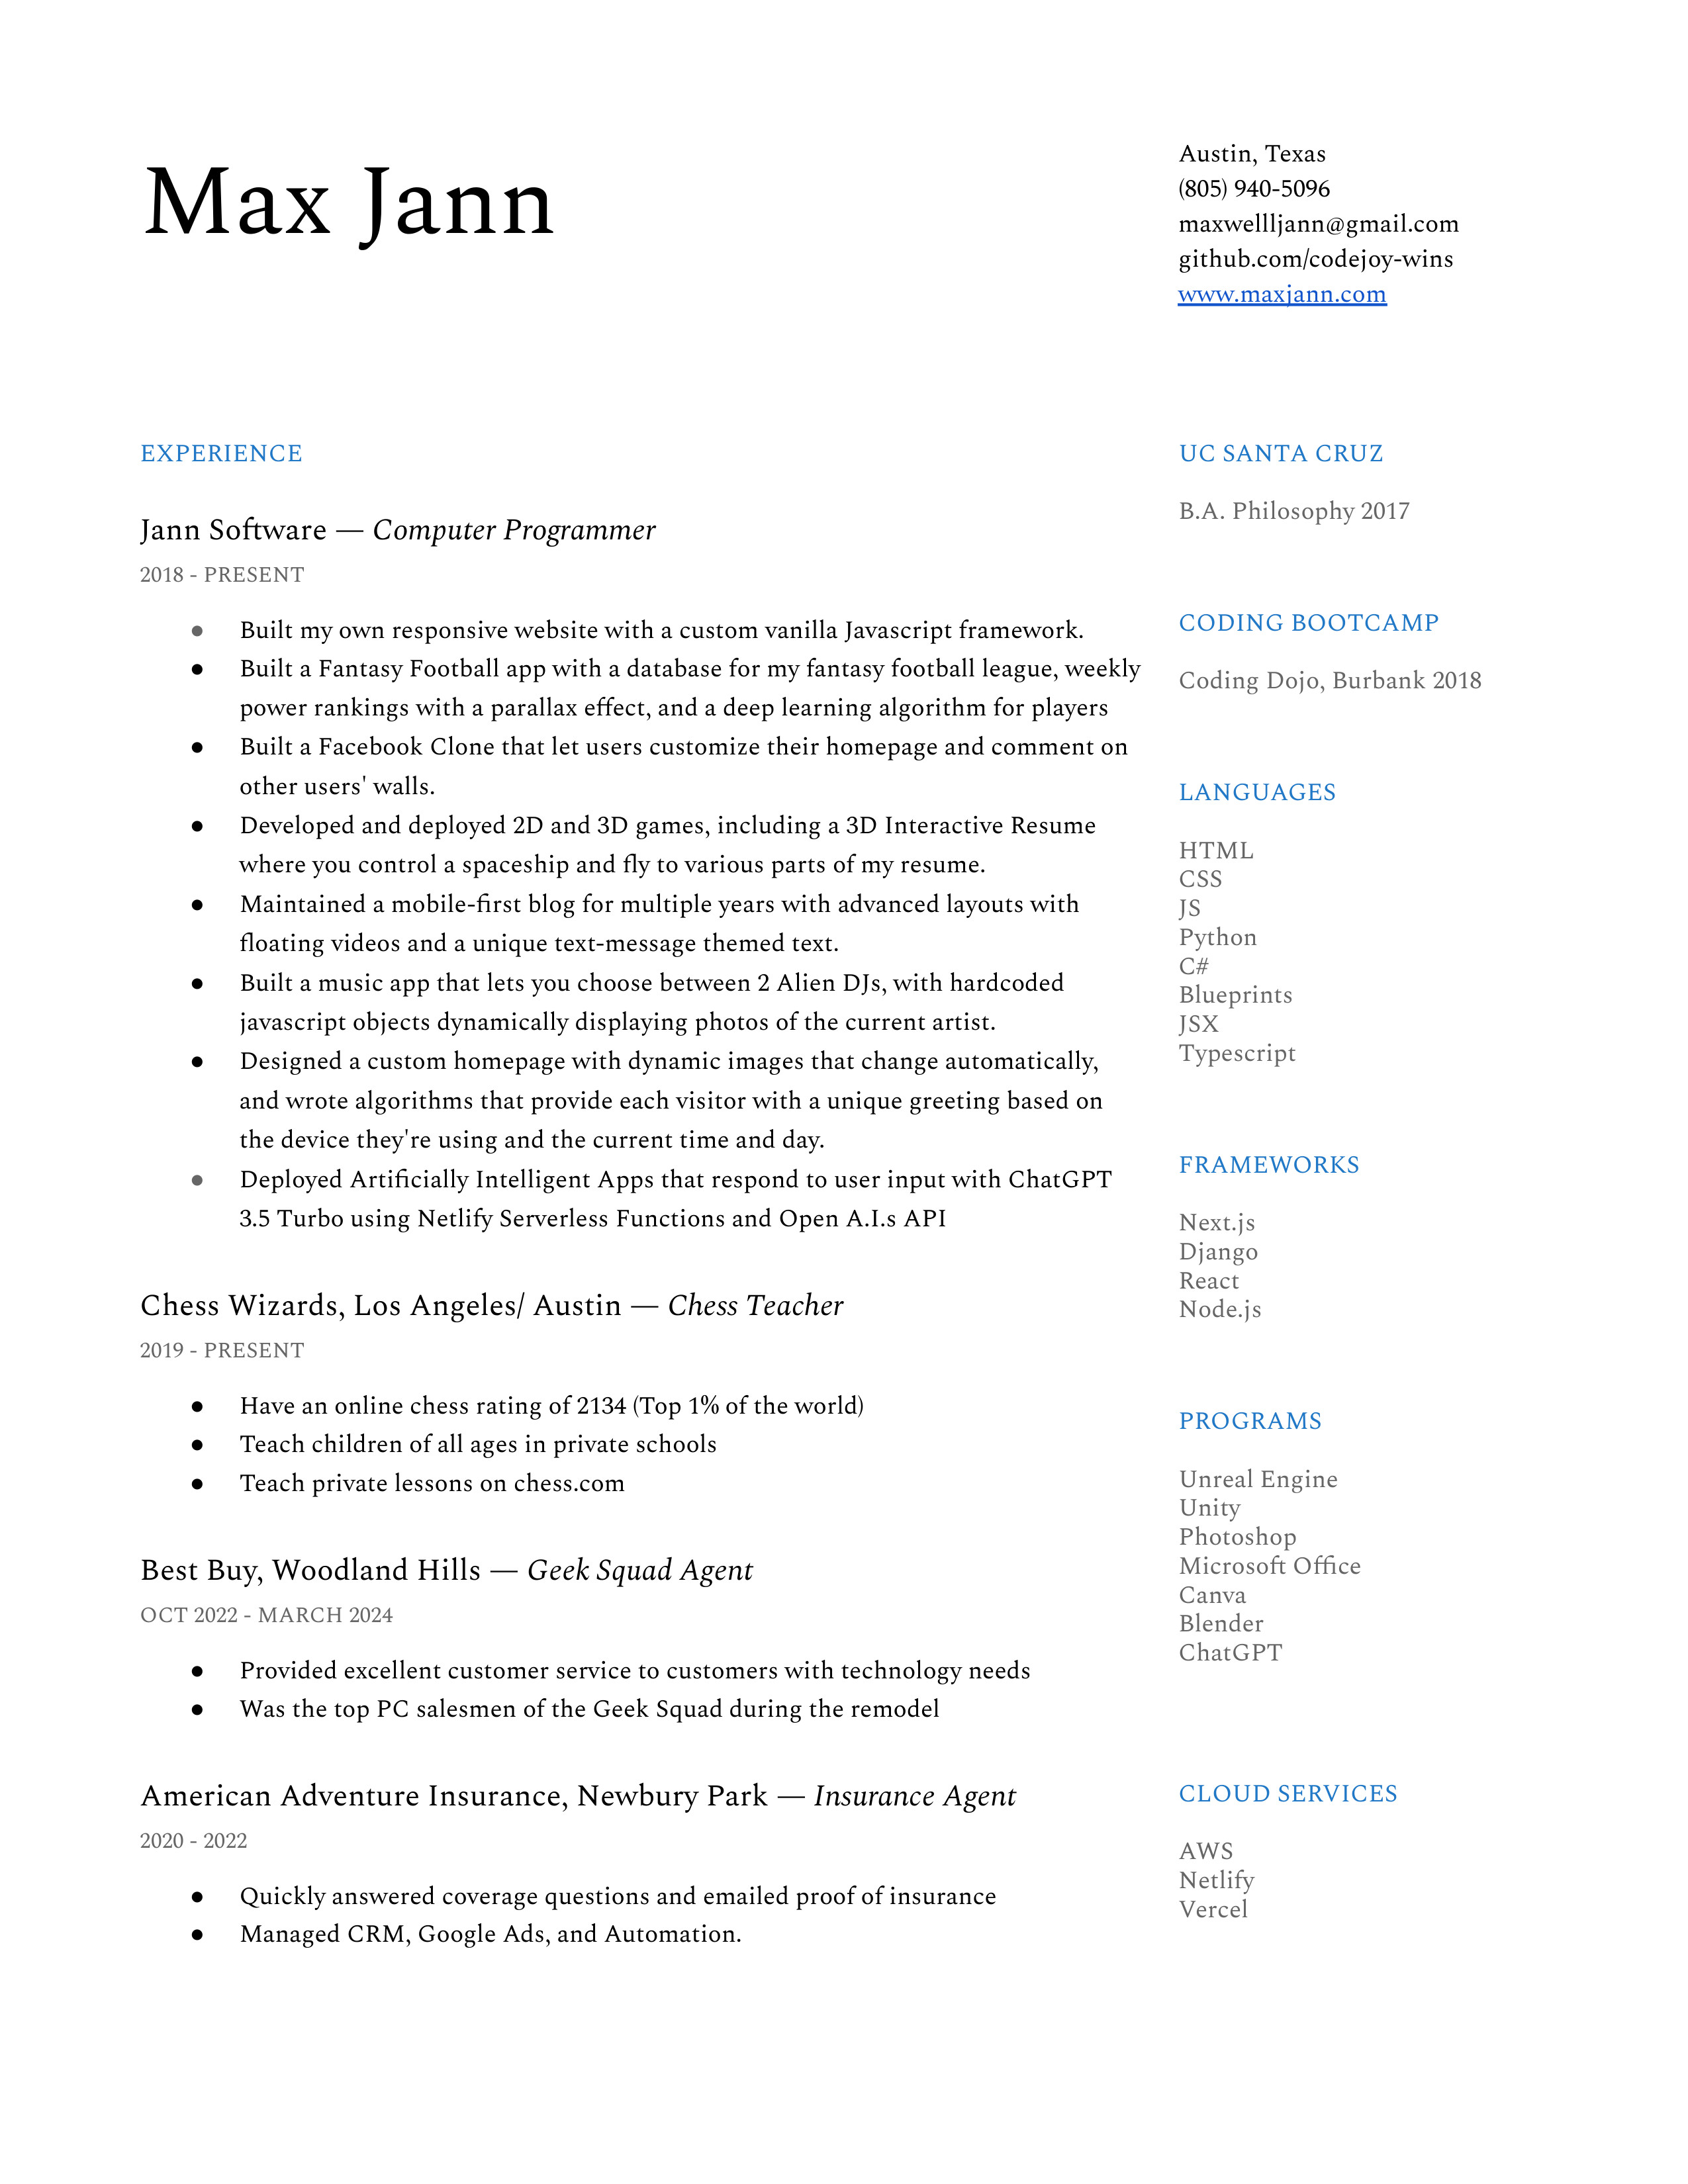 Max Jann
Austin, Texas
(805) 940-5096
maxwellljann@gmail.com
github.com/codejoy-wins
www.maxjann.com
EXPERIENCE
Jann Software — Computer Programmer
2018 - PRESENT
● Built my own responsive website with a custom vanilla Javascript framework.
● Built a Fantasy Football app with a database for my fantasy football league, weekly
power rankings with a parallax effect, and a deep learning algorithm for players
● Built a Facebook Clone that let users customize their homepage and comment on
other users' walls.
● Developed and deployed 2D and 3D games, including a 3D Interactive Resume
where you control a spaceship and fly to various parts of my resume.
● Maintained a mobile-first blog for multiple years with advanced layouts with
floating videos and a unique text-message themed text.
● Built a music app that lets you choose between 2 Alien DJs, with hardcoded
javascript objects dynamically displaying photos of the current artist.
● Designed a custom homepage with dynamic images that change automatically,
and wrote algorithms that provide each visitor with a unique greeting based on
the device they're using and the current time and day.
● Deployed Artificially Intelligent Apps that respond to user input with ChatGPT
3.5 Turbo using Netlify Serverless Functions and Open A.I.s API
Chess Wizards, Los Angeles/ Austin — Chess Teacher
2019 - PRESENT
● Have an online chess rating of 2134 (Top 1% of the world)
● Teach children of all ages in private schools
● Teach private lessons on chess.com
Best Buy, Woodland Hills — Geek Squad Agent
OCT 2022 - MARCH 2024
● Provided excellent customer service to customers with technology needs
● Was the top PC salesmen of the Geek Squad during the remodel
American Adventure Insurance, Newbury Park — Insurance Agent
2020 - 2022
● Quickly answered coverage questions and emailed proof of insurance
● Managed CRM, Google Ads, and Automation.
UC SANTA CRUZ
B.A. Philosophy 2017
CODING BOOTCAMP
Coding Dojo, Burbank 2018
LANGUAGES
HTML
CSS
JS
Python
C#
Blueprints
JSX
Typescript
FRAMEWORKS
Next.js
Django
React
Node.js
PROGRAMS
Unreal Engine
Unity
Photoshop
Microsoft Office
Canva
Blender
ChatGPT
CLOUD SERVICES
AWS
Netlify
Vercel